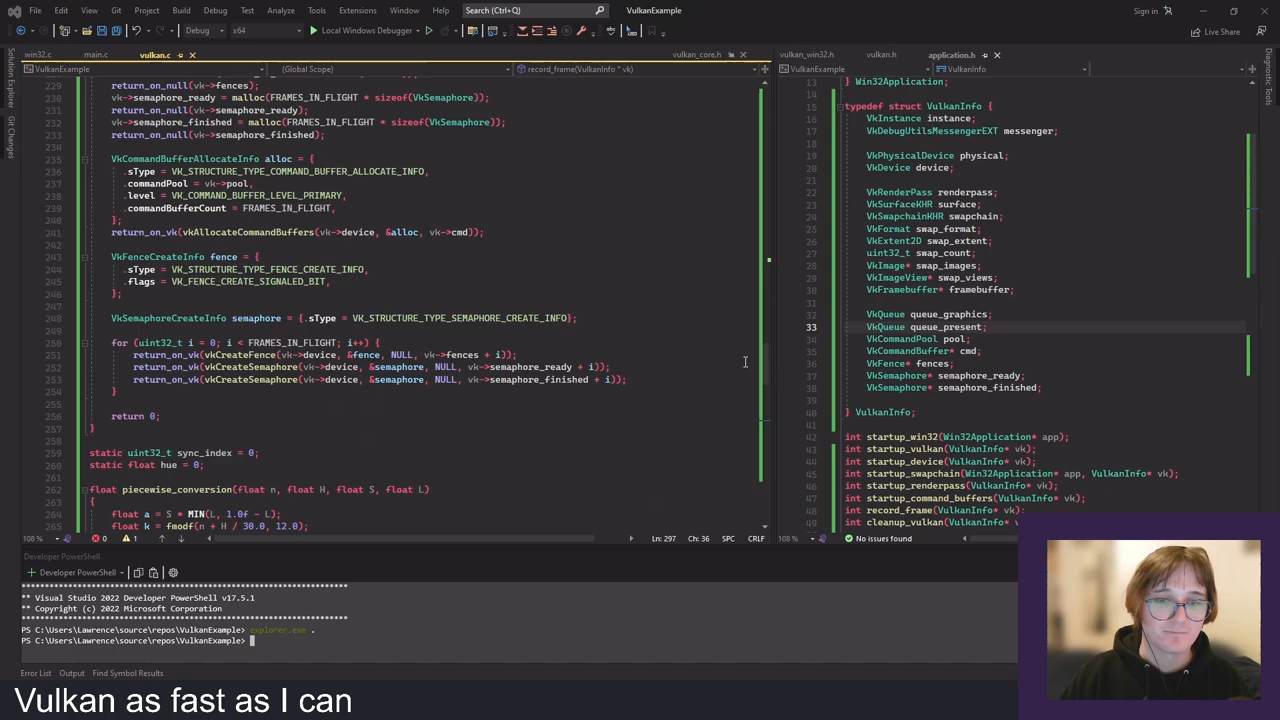 File Edit View Git Project Build Debug Test Analyze Tools Extensions Window Help Search (Ctrl+Q) VulkanExample Sign in
Debug x64 Local Windows Debugger Live Share
win32.c main.c vulkan.c vulkan_core.h
VulkanExample (Global Scope) record_frame(VulkanInfo * vk)
229 return_on_null(vk->fences);
230 vk->semaphore_ready = malloc(FRAMES_IN_FLIGHT * sizeof(VkSemaphore));
231 return_on_null(vk->semaphore_ready);
232 vk->semaphore_finished = malloc(FRAMES_IN_FLIGHT * sizeof(VkSemaphore));
233 return_on_null(vk->semaphore_finished);
234
235 VkCommandBufferAllocateInfo alloc = {
236 .sType = VK_STRUCTURE_TYPE_COMMAND_BUFFER_ALLOCATE_INFO,
237 .commandPool = vk->pool,
238 .level = VK_COMMAND_BUFFER_LEVEL_PRIMARY,
239 .commandBufferCount = FRAMES_IN_FLIGHT,
240 };
241 return_on_vk(vkAllocateCommandBuffers(vk->device, &alloc, vk->cmd));
242
243 VkFenceCreateInfo fence = {
244 .sType = VK_STRUCTURE_TYPE_FENCE_CREATE_INFO,
245 .flags = VK_FENCE_CREATE_SIGNALED_BIT,
246 };
247
248 VkSemaphoreCreateInfo semaphore = {.sType = VK_STRUCTURE_TYPE_SEMAPHORE_CREATE_INFO};
249
250 for (uint32_t i = 0; i < FRAMES_IN_FLIGHT; i++) {
251 return_on_vk(vkCreateFence(vk->device, &fence, NULL, vk->fences + i));
252 return_on_vk(vkCreateSemaphore(vk->device, &semaphore, NULL, vk->semaphore_ready + i));
253 return_on_vk(vkCreateSemaphore(vk->device, &semaphore, NULL, vk->semaphore_finished + i));
254 }
255
256 return 0;
257 }
258
259 static uint32_t sync_index = 0;
260 static float hue = 0;
261
262 float piecewise_conversion(float n, float H, float S, float L)
263 {
264 float a = S * MIN(L, 1.0f - L);
265 float k = fmodf(n + H / 30.0, 12.0);
108 % 0 1 Ln: 297 Ch: 36 SPC CRLF
vulkan_win32.h vulkan.h application.h
VulkanExample VulkanInfo
13 } Win32Application;
14
15 typedef struct VulkanInfo {
16 VkInstance instance;
17 VkDebugUtilsMessengerEXT messenger;
18
19 VkPhysicalDevice physical;
20 VkDevice device;
21
22 VkRenderPass renderpass;
23 VkSurfaceKHR surface;
24 VkSwapchainKHR swapchain;
25 VkFormat swap_format;
26 VkExtent2D swap_extent;
27 uint32_t swap_count;
28 VkImage* swap_images;
29 VkImageView* swap_views;
30 VkFramebuffer* framebuffer;
31
32 VkQueue queue_graphics;
33 VkQueue queue_present;
34 VkCommandPool pool;
35 VkCommandBuffer* cmd;
36 VkFence* fences;
37 VkSemaphore* semaphore_ready;
38 VkSemaphore* semaphore_finished;
39
40 } VulkanInfo;
41
42 int startup_win32(Win32Application* app);
43 int startup_vulkan(VulkanInfo* vk);
44 int startup_device(VulkanInfo* vk);
45 int startup_swapchain(Win32Application* app, VulkanInfo* vk);
46 int startup_renderpass(VulkanInfo* vk);
47 int startup_command_buffers(VulkanInfo* vk);
48 int record_frame(VulkanInfo* vk);
49 int cleanup_vulkan(VulkanInfo* v
108 % No issues found
Solution Explorer
Git Changes
Diagnostic Tools
Developer PowerShell
Developer PowerShell
**********************************************************************
** Visual Studio 2022 Developer PowerShell v17.5.1
** Copyright (c) 2022 Microsoft Corporation
**********************************************************************
PS C:\Users\Lawrence\source\repos\VulkanExample> explorer.exe .
PS C:\Users\Lawrence\source\repos\VulkanExample>
Error List Output Find Symbol Results
Vulkan as fast as I can